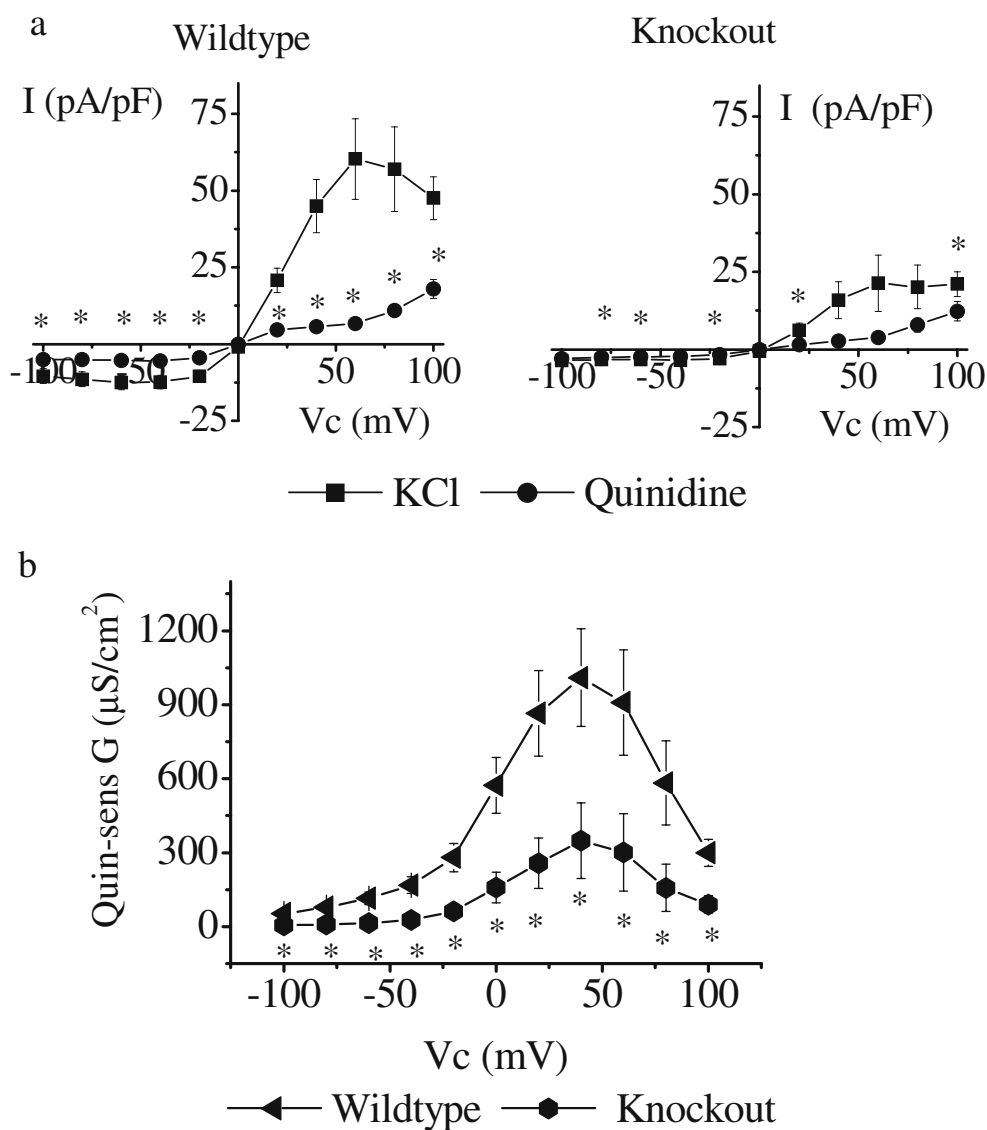 a
Wildtype
Knockout
I (pA/pF)
75
50
25
-25
-100
-50
50
100
Vc (mV)
* * * * * * * * * *
I (pA/pF)
75
50
25
-25
-100
-50
50
100
Vc (mV)
* * * * *
KCl Quinidine
b
Quin-sens G (µS/cm²)
1200
900
600
300
0
* * * * * * * * * * *
-100 -50 0 50 100
Vc (mV)
Wildtype Knockout